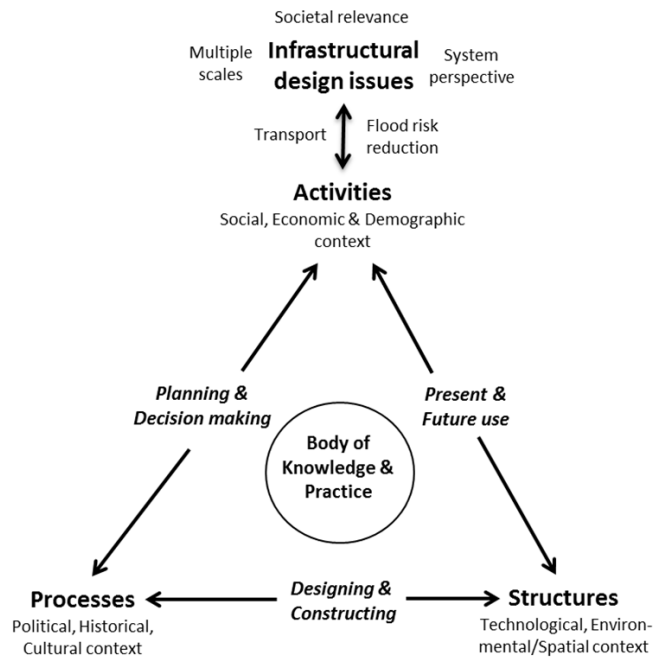 Societal relevance
Multiple
scales
Infrastructural
design issues
System
perspective
Transport
Flood risk
reduction
Activities
Social, Economic & Demographic
context
Planning &
Decision making
Present &
Future use
Body of
Knowledge &
Practice
Processes
Political, Historical,
Cultural context
Designing &
Constructing
Structures
Technological, Environ-
mental/Spatial context